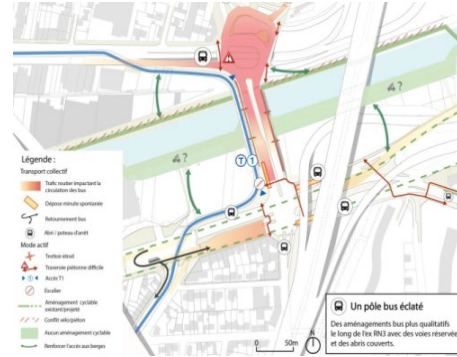 T 1
?
?
Légende :
Transport collectif
Trafic routier impactant la
circulation des bus
Dépose minute spontanée
Retournement bus
Abri / poteau d'arrêt
Mode actif
Trottoir étroit
Traversée piétonne difficile
Accès T1
Escalier
Aménagement cyclable
existant/projeté
Conflit vélo/piéton
Aucun aménagement cyclable
Renforcer l'accès aux berges
0 50m
N
Un pôle bus éclaté
Des aménagements bus plus qualitatifs
le long de l'ex RN3 avec des voies réservées
et des abris couverts.